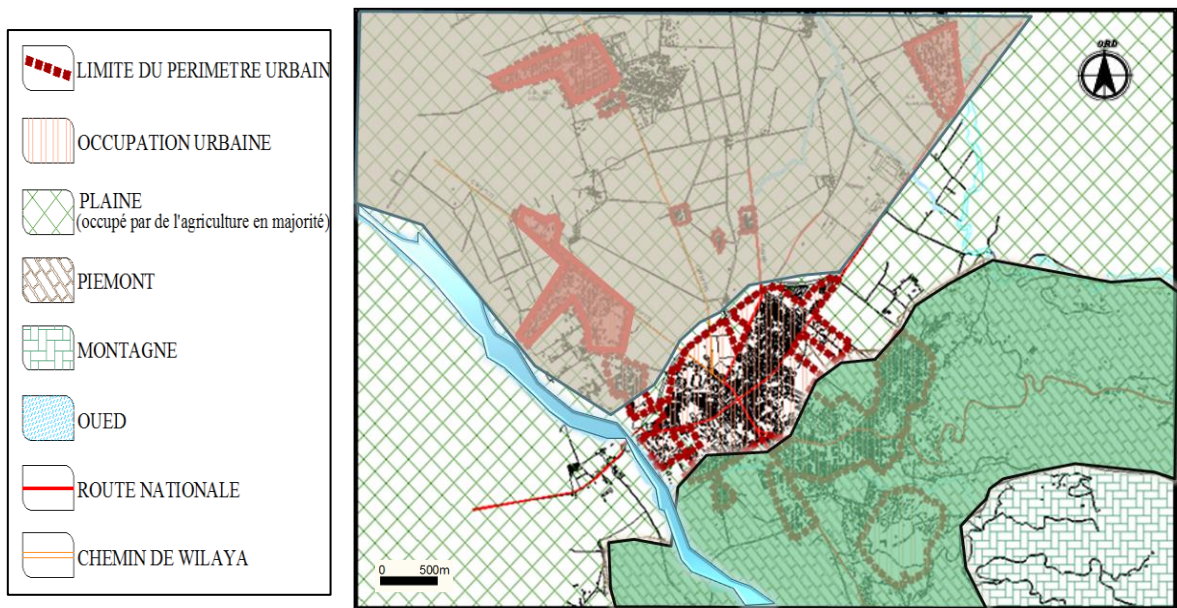 LIMITE DU PERIMETRE URBAIN
OCCUPATION URBAINE
PLAINE
(occupé par de l'agriculture en majorité)
PIEMONT
MONTAGNE
OUED
ROUTE NATIONALE
CHEMIN DE WILAYA
ORD
0 500m